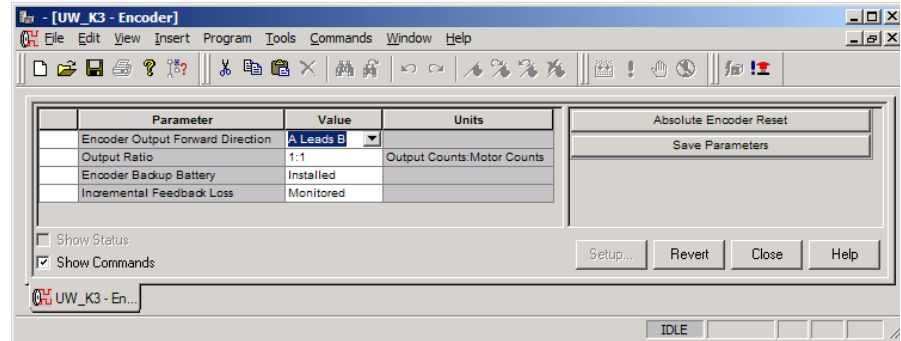 - [UW_K3 - Encoder]
File Edit View Insert Program Tools Commands Window Help
Parameter Value Units
Encoder Output Forward Direction A Leads B
Output Ratio 1:1 Output Counts:Motor Counts
Encoder Backup Battery Installed
Incremental Feedback Loss Monitored
Absolute Encoder Reset
Save Parameters
Show Status
Show Commands
Setup... Revert Close Help
UW_K3 - En...
IDLE